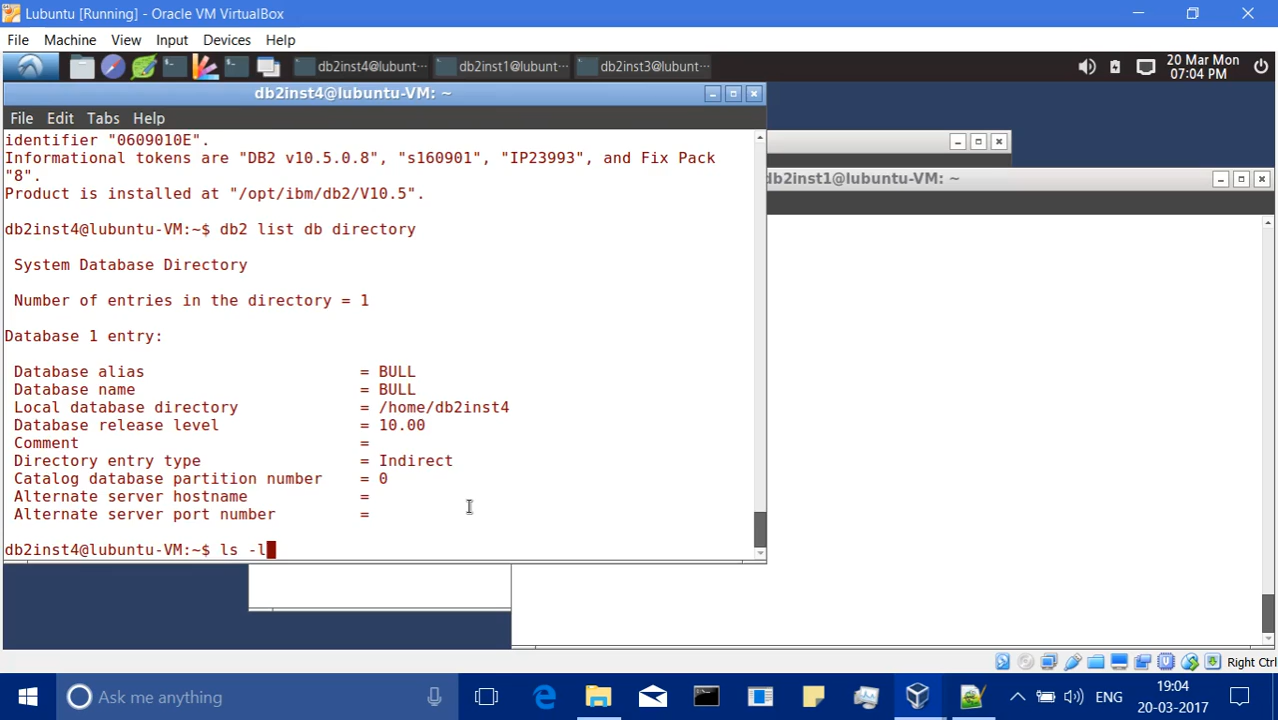 Lubuntu [Running] - Oracle VM VirtualBox
File Machine View Input Devices Help
db2inst4@lubunt··· db2inst1@lubunt··· db2inst3@lubunt···
20 Mar Mon
07:04 PM
db2inst4@lubuntu-VM: ~
File Edit Tabs Help
db2inst1@lubuntu-VM: ~
identifier "0609010E".
Informational tokens are "DB2 v10.5.0.8", "s160901", "IP23993", and Fix Pack
"8".
Product is installed at "/opt/ibm/db2/V10.5".
db2inst4@lubuntu-VM:~$ db2 list db directory
System Database Directory
Number of entries in the directory = 1
Database 1 entry:
Database alias = BULL
Database name = BULL
Local database directory = /home/db2inst4
Database release level = 10.00
Comment =
Directory entry type = Indirect
Catalog database partition number = 0
Alternate server hostname =
Alternate server port number =
db2inst4@lubuntu-VM:~$ ls -l
Right Ctrl
Ask me anything
ENG
19:04
20-03-2017